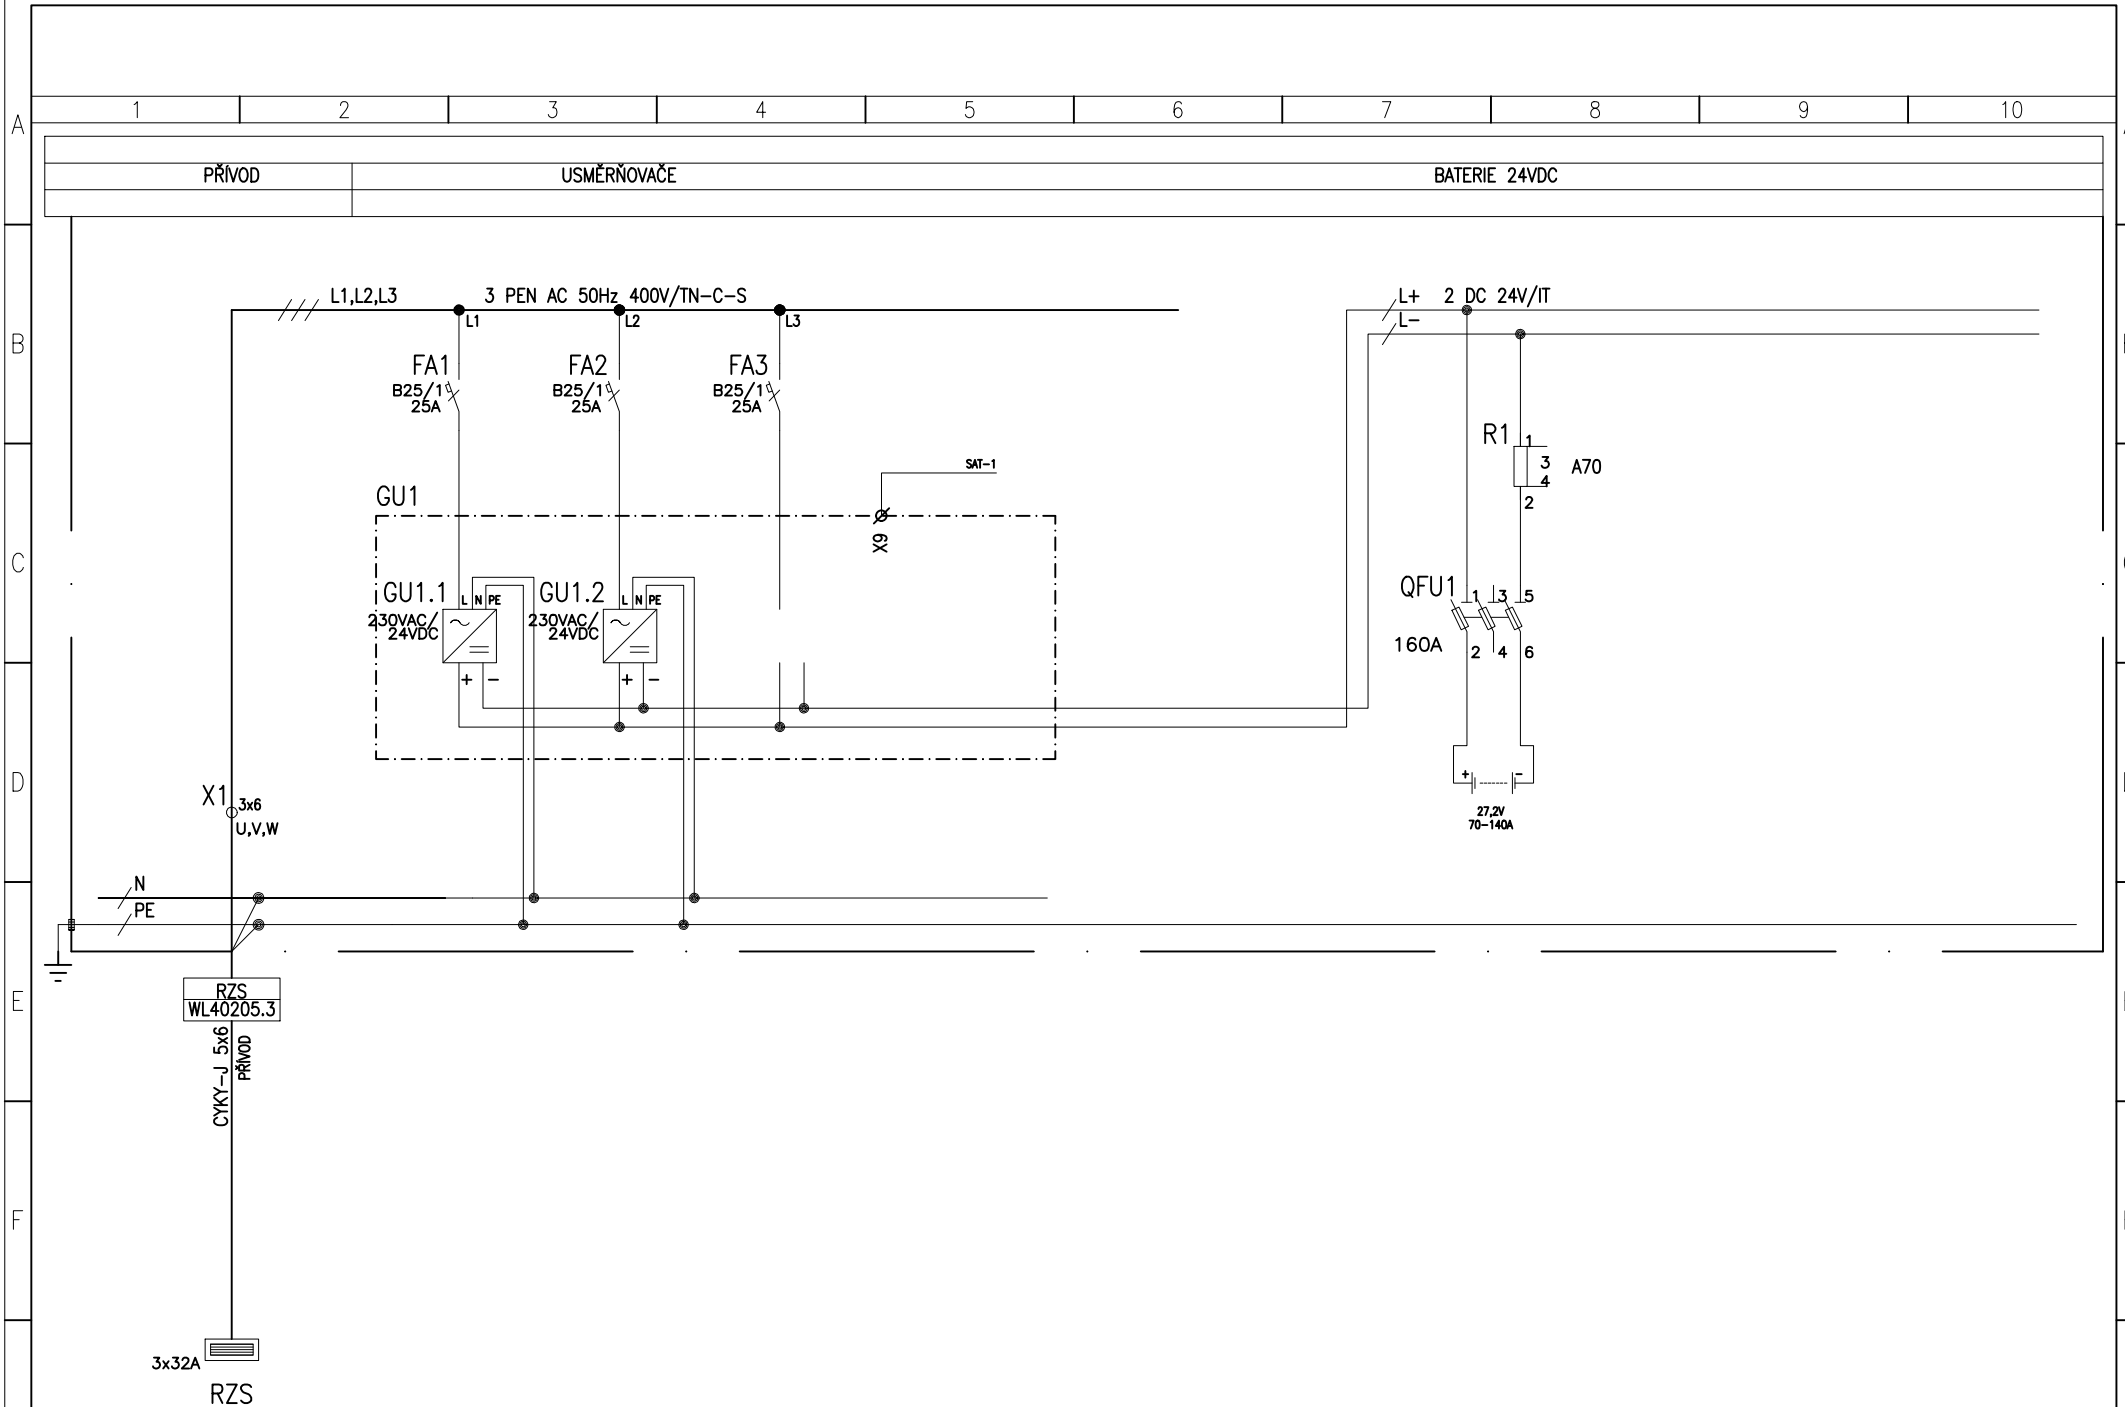 1 2 3 4 5 6 7 8 9 10
A
PŘÍVOD USMĚRŇOVAČE BATERIE 24VDC
L1,L2,L3 3 PEN AC 50Hz 400V/TN-C-S L+ 2 DC 24V/IT
L1 L2 L3 L-
B
FA1 FA2 FA3
B25/1 B25/1 B25/1
25A 25A 25A
R1 1
3 A70
4
2
SAT-1
GU1
X9
C
GU1.1 L N PE GU1.2 L N PE QFU1 1 3 5
230VAC/ 230VAC/
24VDC 24VDC
160A 2 4 6
+ - + -
D
+ -
X1 3x6
U,V,W
27,2V
70-140A
N
PE
E
RZS
WL40205.3
CYKY-J 5x6
PŘÍVOD
F
3x32A
RZS